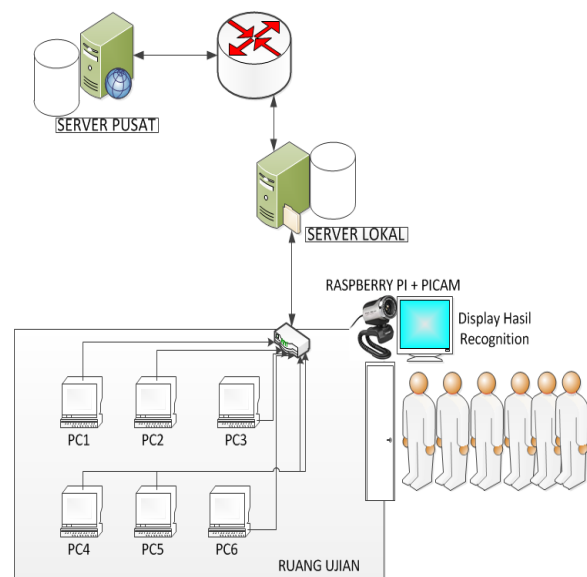 SERVER PUSAT
SERVER LOKAL
RASPBERRY PI + PICAM
Display Hasil
Recognition
PC1
PC2
PC3
PC4
PC5
PC6
RUANG UJIAN